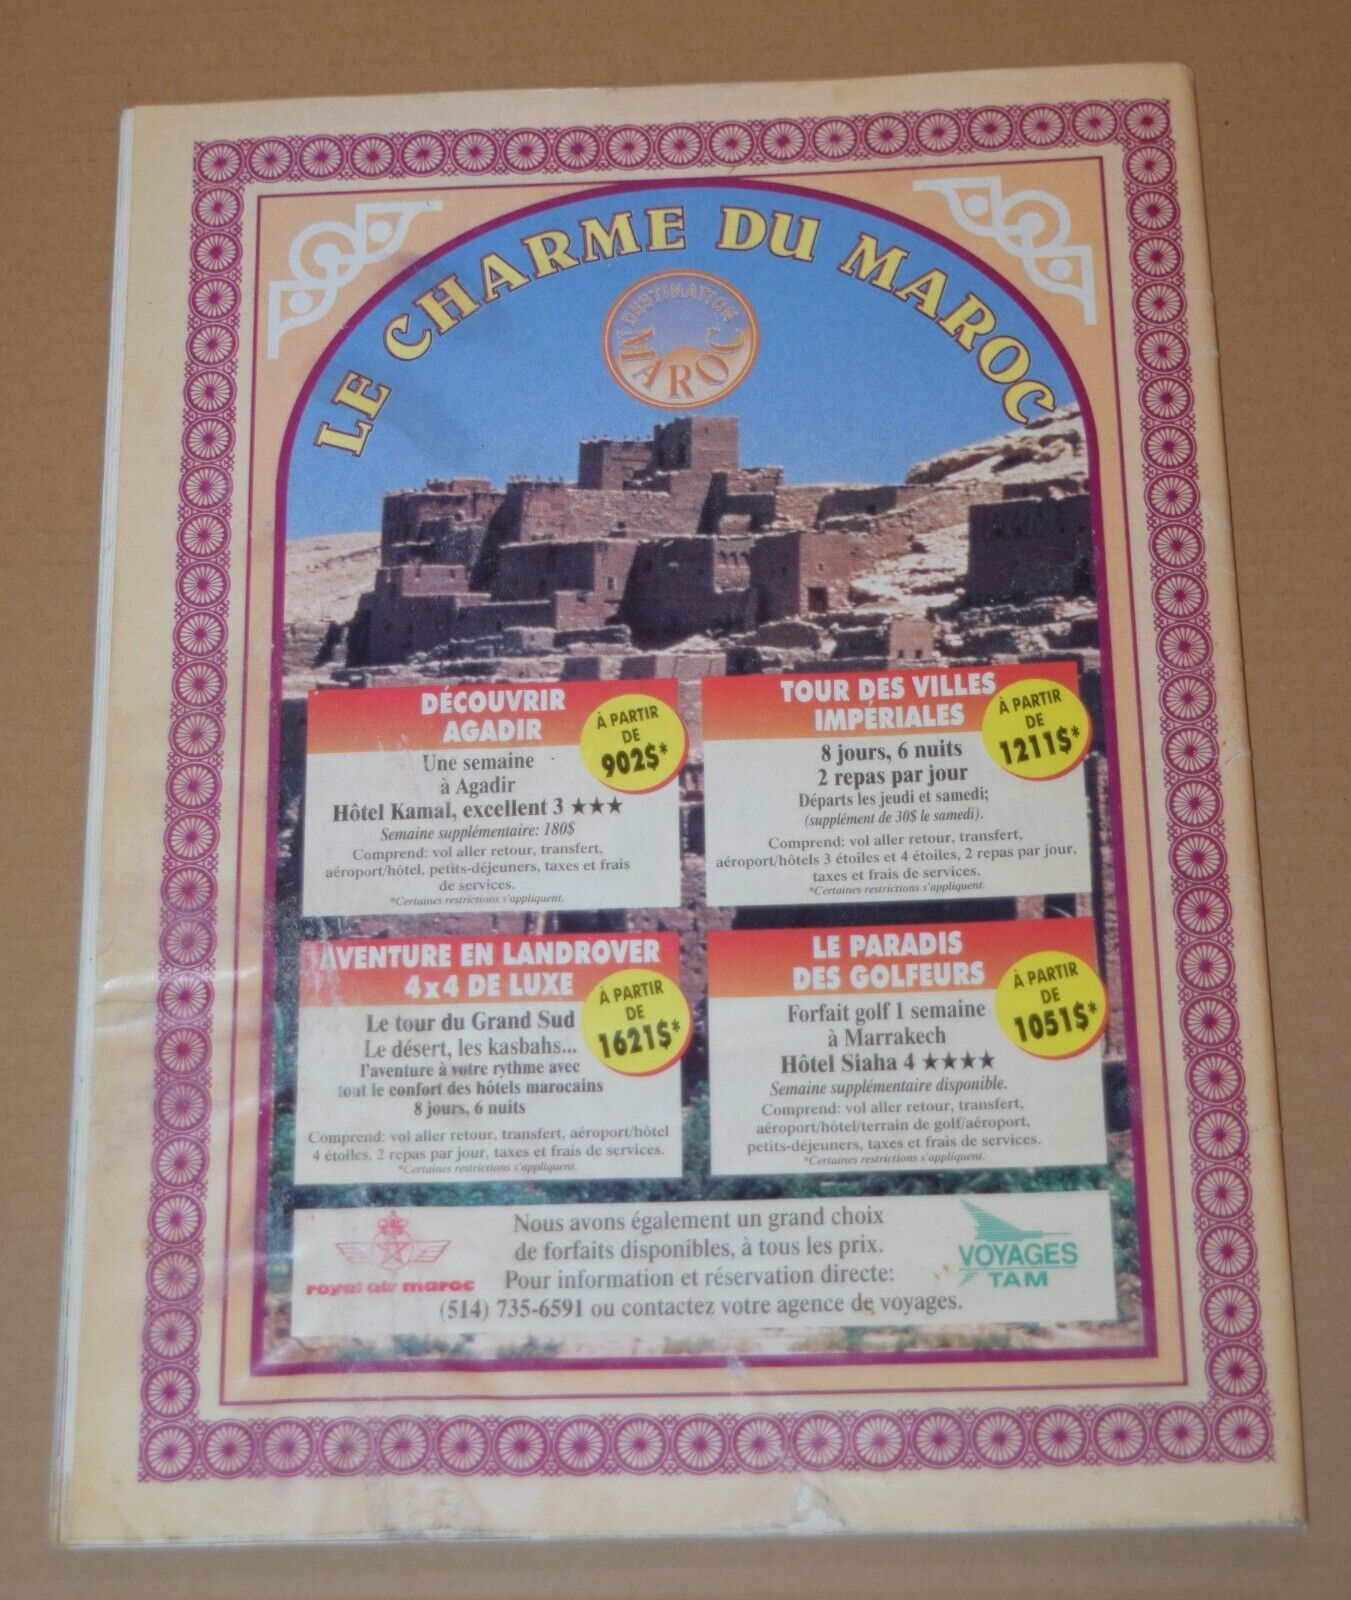 LE CHARME DU MAROC
DESTINATION
MAROC
DÉCOUVRIR
AGADIR
À PARTIR
DE
902$*
Une semaine
à Agadir
Hôtel Kamal, excellent 3 ★★★
Semaine supplémentaire: 180$
Comprend: vol aller retour, transfert,
aéroport/hôtel, petits-déjeuners, taxes et frais
de services.
*Certaines restrictions s'appliquent.
TOUR DES VILLES
IMPÉRIALES
À PARTIR
DE
1211$*
8 jours, 6 nuits
2 repas par jour
Départs les jeudi et samedi;
(supplément de 30$ le samedi).
Comprend: vol aller retour, transfert,
aéroport/hôtels 3 étoiles et 4 étoiles, 2 repas par jour,
taxes et frais de services.
*Certaines restrictions s'appliquent.
AVENTURE EN LANDROVER
4x4 DE LUXE
À PARTIR
DE
1621$*
Le tour du Grand Sud
Le désert, les kasbahs...
l'aventure à votre rythme avec
tout le confort des hôtels marocains
8 jours, 6 nuits
Comprend: vol aller retour, transfert, aéroport/hôtel
4 étoiles, 2 repas par jour, taxes et frais de services.
*Certaines restrictions s'appliquent.
LE PARADIS
DES GOLFEURS
À PARTIR
DE
1051$*
Forfait golf 1 semaine
à Marrakech
Hôtel Siaha 4 ★★★★
Semaine supplémentaire disponible.
Comprend: vol aller retour, transfert,
aéroport/hôtel/terrain de golf/aéroport,
petits-déjeuners, taxes et frais de services.
*Certaines restrictions s'appliquent.
royal air maroc
Nous avons également un grand choix
de forfaits disponibles, à tous les prix.
Pour information et réservation directe:
(514) 735-6591 ou contactez votre agence de voyages.
VOYAGES
TAM